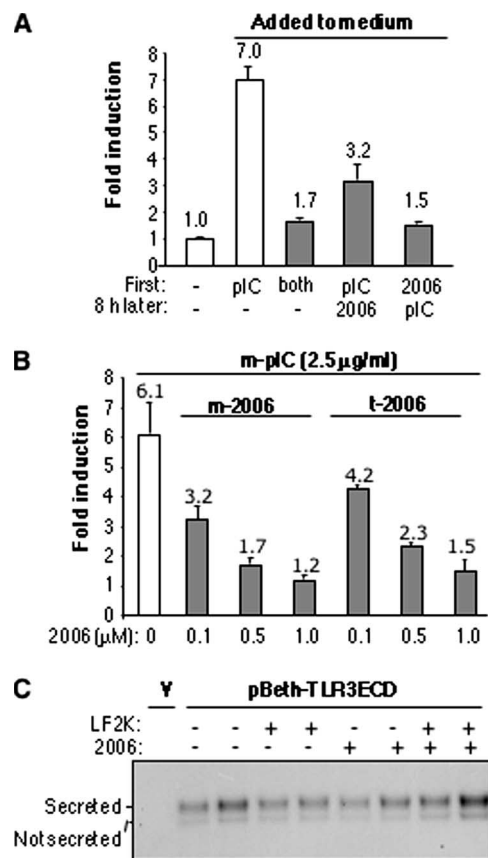 A
Added to medium
Fold induction
8
7
6
5
4
3
2
1
0
1.0
7.0
1.7
3.2
1.5
First: - pIC both pIC 2006
8 h later: - - - 2006 pIC
B
m-pIC (2.5 µg/ml)
m-2006
t-2006
Fold induction
8
7
6
5
4
3
2
1
0
6.1
3.2
1.7
1.2
4.2
2.3
1.5
2006 (µM): 0 0.1 0.5 1.0 0.1 0.5 1.0
C
V pBeth-TLR3ECD
LF2K: - - + + - - + +
2006: - - - - + + + +
Secreted
Not secreted